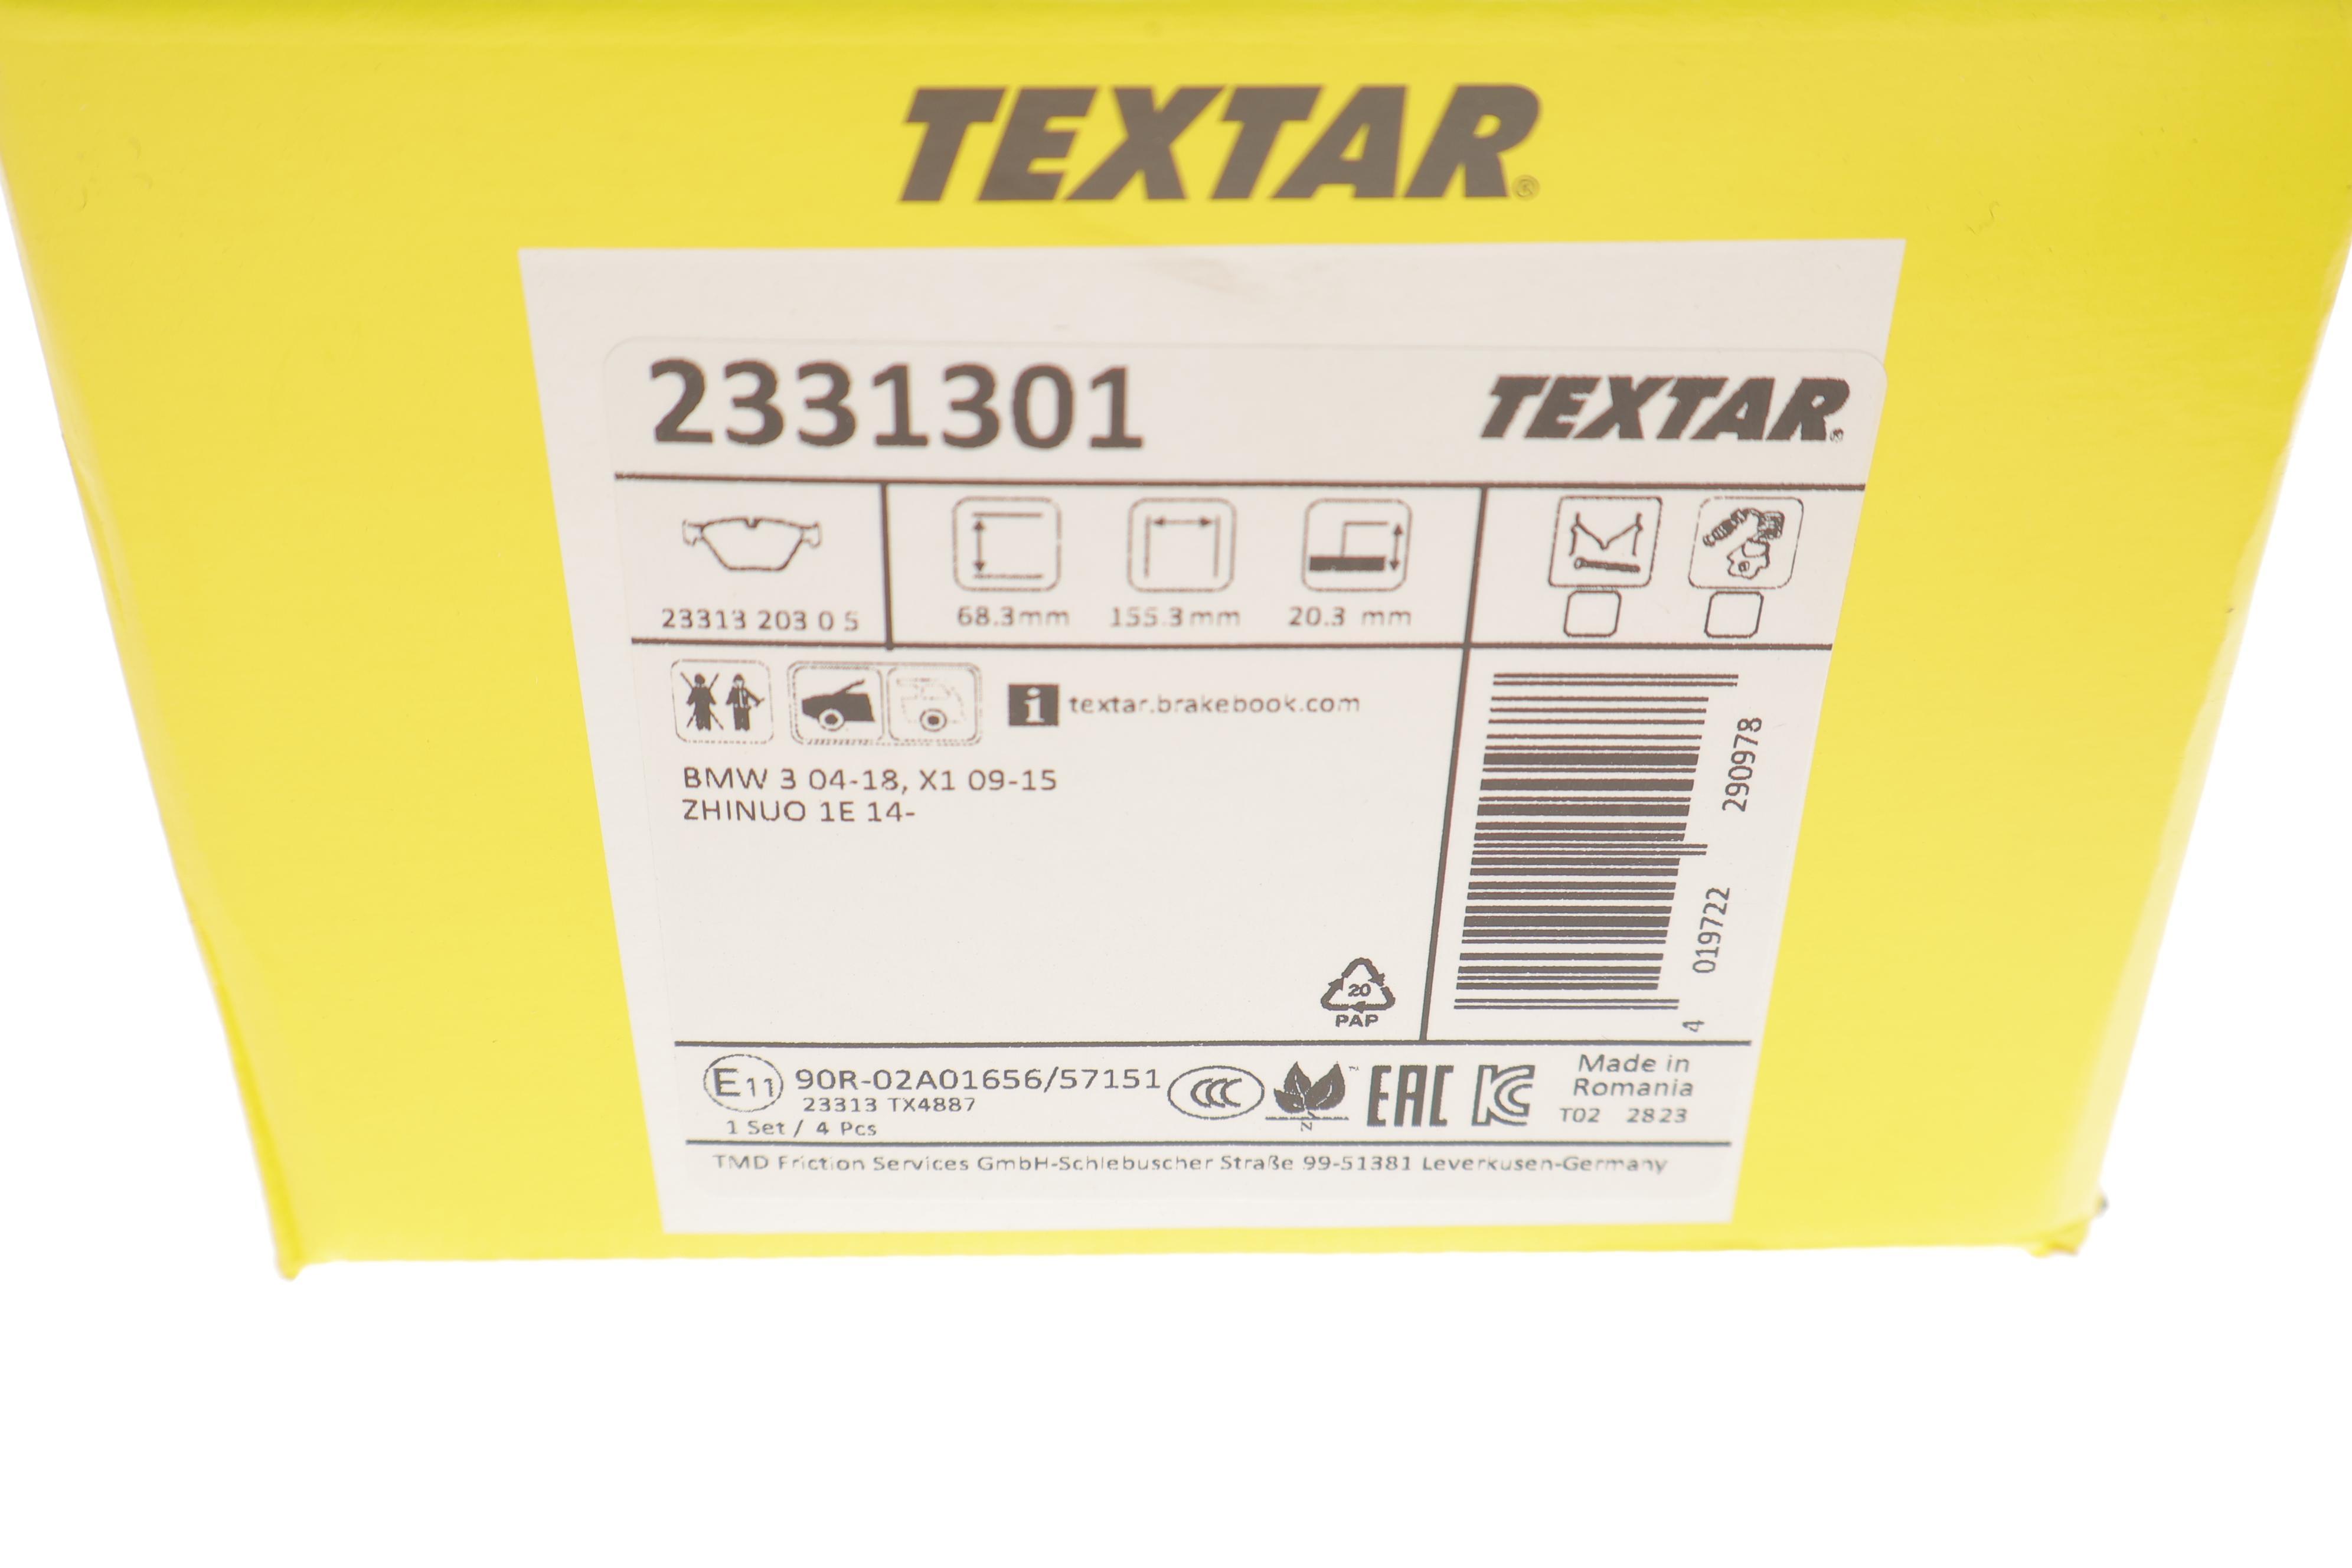 TEXTAR®
2331301
TEXTAR®
23313 203 0 5
68.3mm
155.3mm
20.3 mm
i textar.brakebook.com
BMW 3 04-18, X1 09-15
ZHINUO 1E 14-
4 019722 290978
20
PAP
E11 90R-02A01656/57151
23313 TX4887
1 Set / 4 Pcs
CCC
N
™
EAC
KC
Made in
Romania
T02 2823
TMD Friction Services GmbH-Schlebuscher Straße 99-51381 Leverkusen-Germany